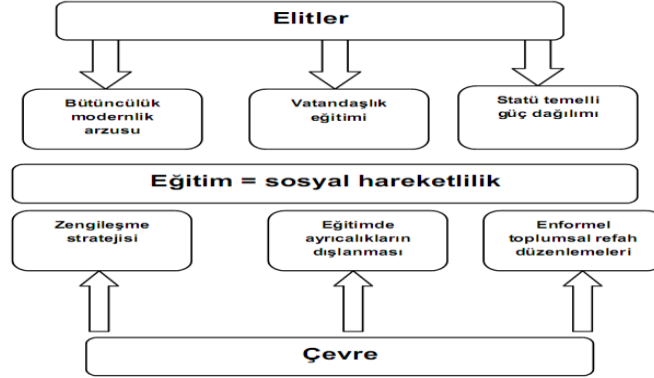 Elitler
Bütüncülük
modernlik
arzusu
Vatandaşlık
eğitimi
Statü temelli
güç dağılımı
Eğitim = sosyal hareketlilik
Zengileşme
stratejisi
Eğitimde
ayrıcalıkların
dışlanması
Enformel
toplumsal refah
düzenlemeleri
Çevre